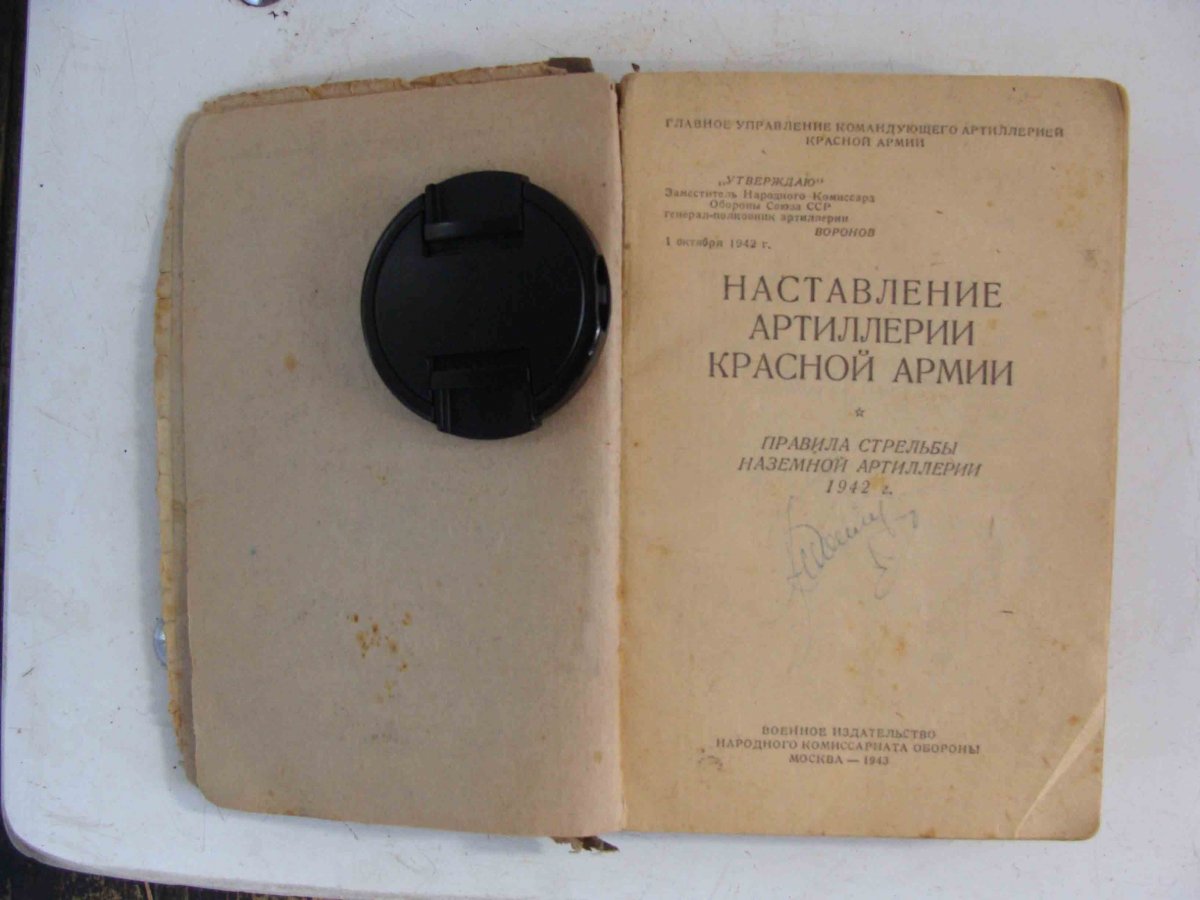 ГЛАВНОЕ УПРАВЛЕНИЕ КОМАНДУЮЩЕГО АРТИЛЛЕРИЕЙ
КРАСНОЙ АРМИИ
„УТВЕРЖДАЮ“
Заместитель Народного Комиссара
Обороны Союза ССР
генерал-полковник артиллерии
ВОРОНОВ
1 октября 1942 г.
НАСТАВЛЕНИЕ
АРТИЛЛЕРИИ
КРАСНОЙ АРМИИ
☆
ПРАВИЛА СТРЕЛЬБЫ
НАЗЕМНОЙ АРТИЛЛЕРИИ
1942 г.
ВОЕННОЕ ИЗДАТЕЛЬСТВО
НАРОДНОГО КОМИССАРИАТА ОБОРОНЫ
МОСКВА — 1943